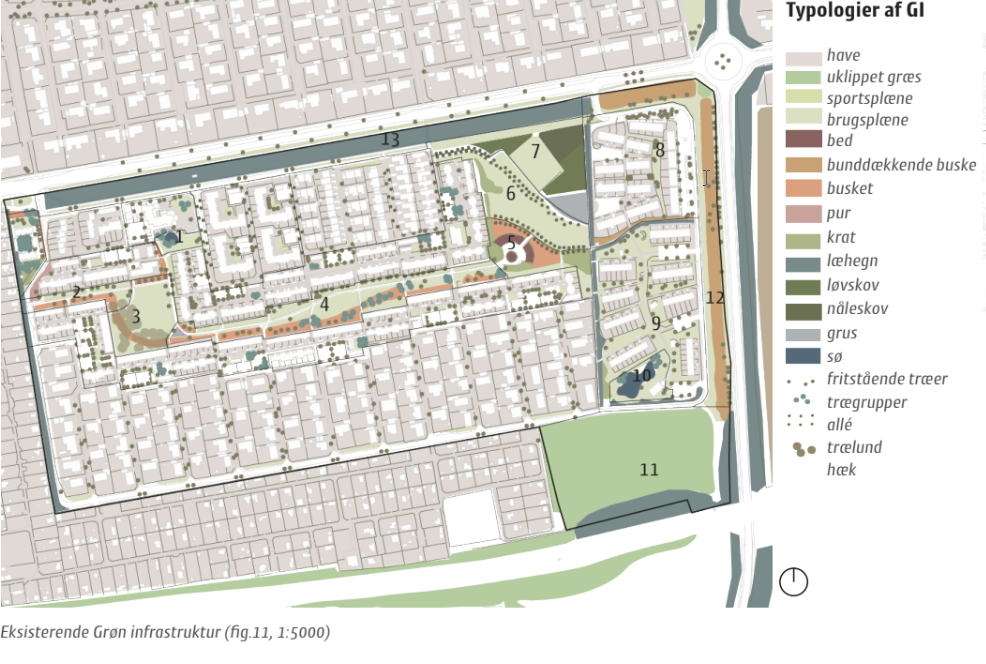 Typologier af GI
have
uklippet græs
sportsplæne
brugsplæne
bed
bunddækkende buske
busket
pur
krat
læhegn
løvskov
nåleskov
grus
sø
fritstående træer
trægrupper
allé
trælund
hæk
13
7
8
6
1
5
2
3
4
12
9
10
11
Eksisterende Grøn infrastruktur (fig.11, 1:5000)